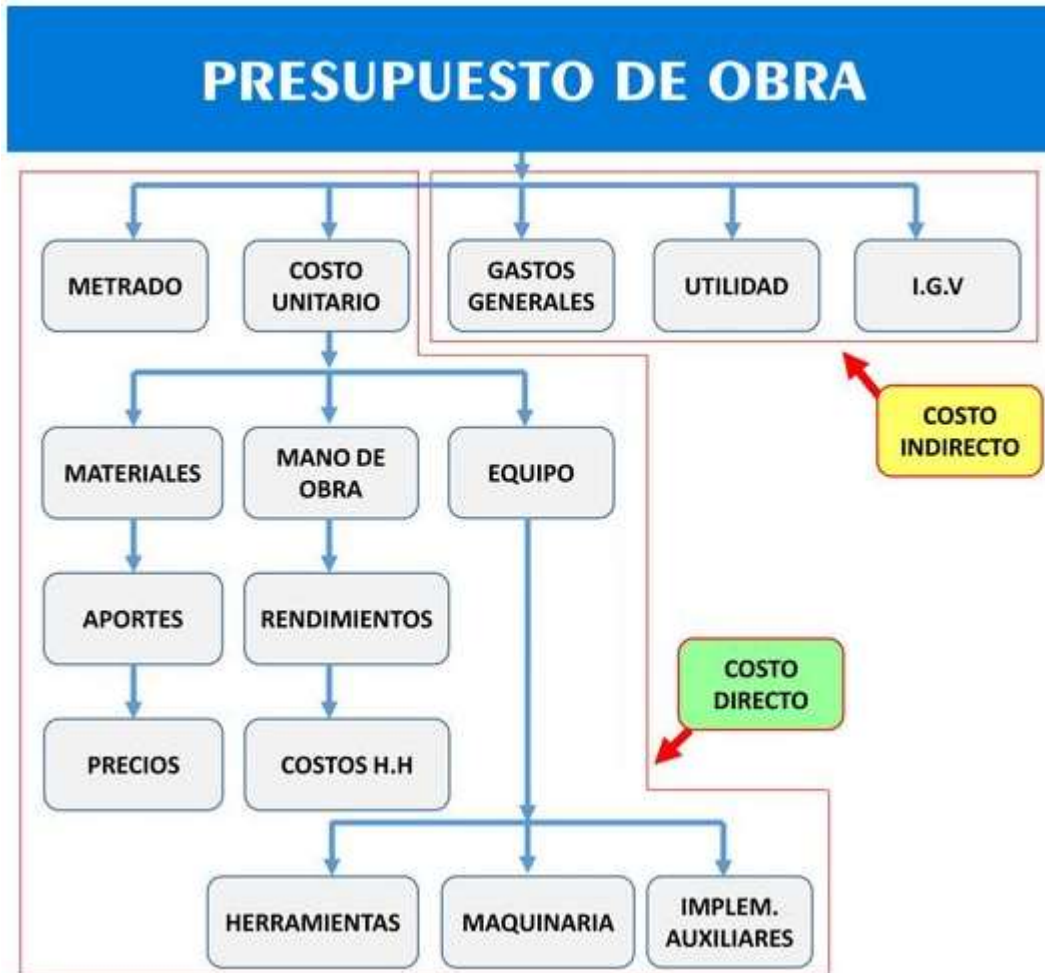 PRESUPUESTO DE OBRA
METRADO
COSTO
UNITARIO
GASTOS
GENERALES
UTILIDAD
I.G.V
COSTO
INDIRECTO
MATERIALES
MANO DE
OBRA
EQUIPO
APORTES
RENDIMIENTOS
COSTO
DIRECTO
PRECIOS
COSTOS H.H
HERRAMIENTAS
MAQUINARIA
IMPLEM.
AUXILIARES